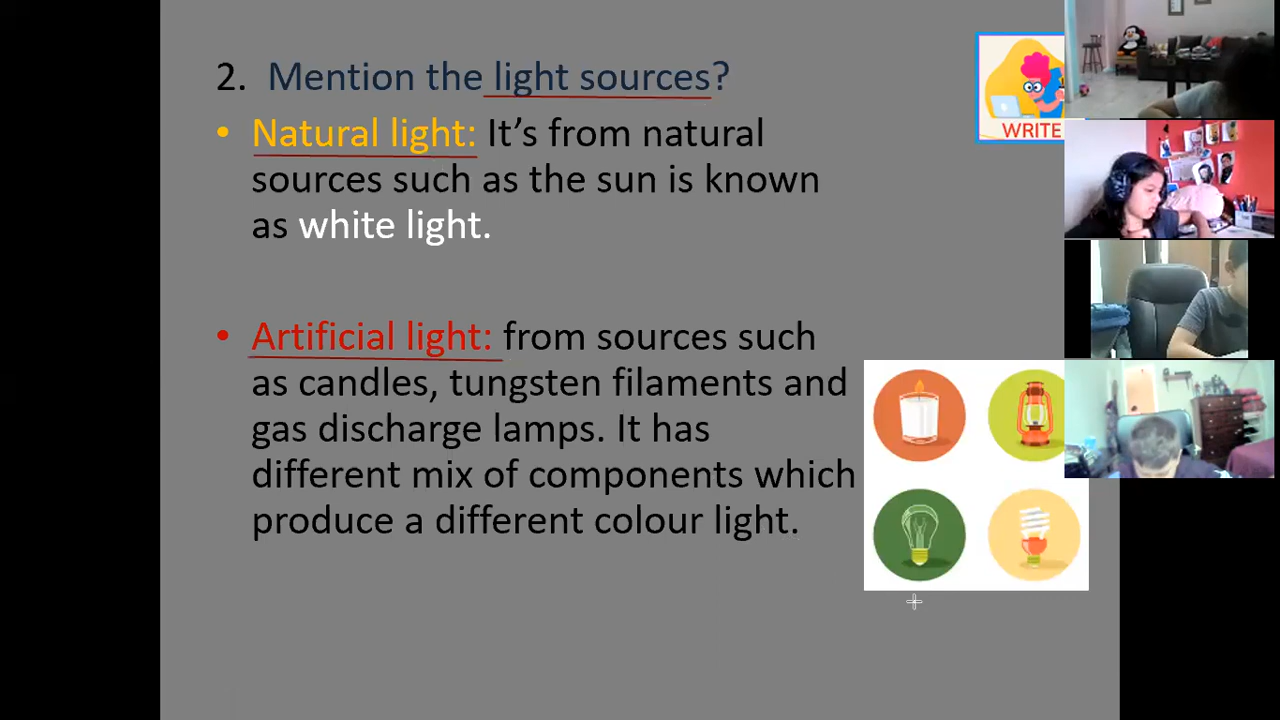 2. Mention the light sources?
• Natural light: It's from natural
sources such as the sun is known
as white light.
WRITE
• Artificial light: from sources such
as candles, tungsten filaments and
gas discharge lamps. It has
different mix of components which
produce a different colour light.